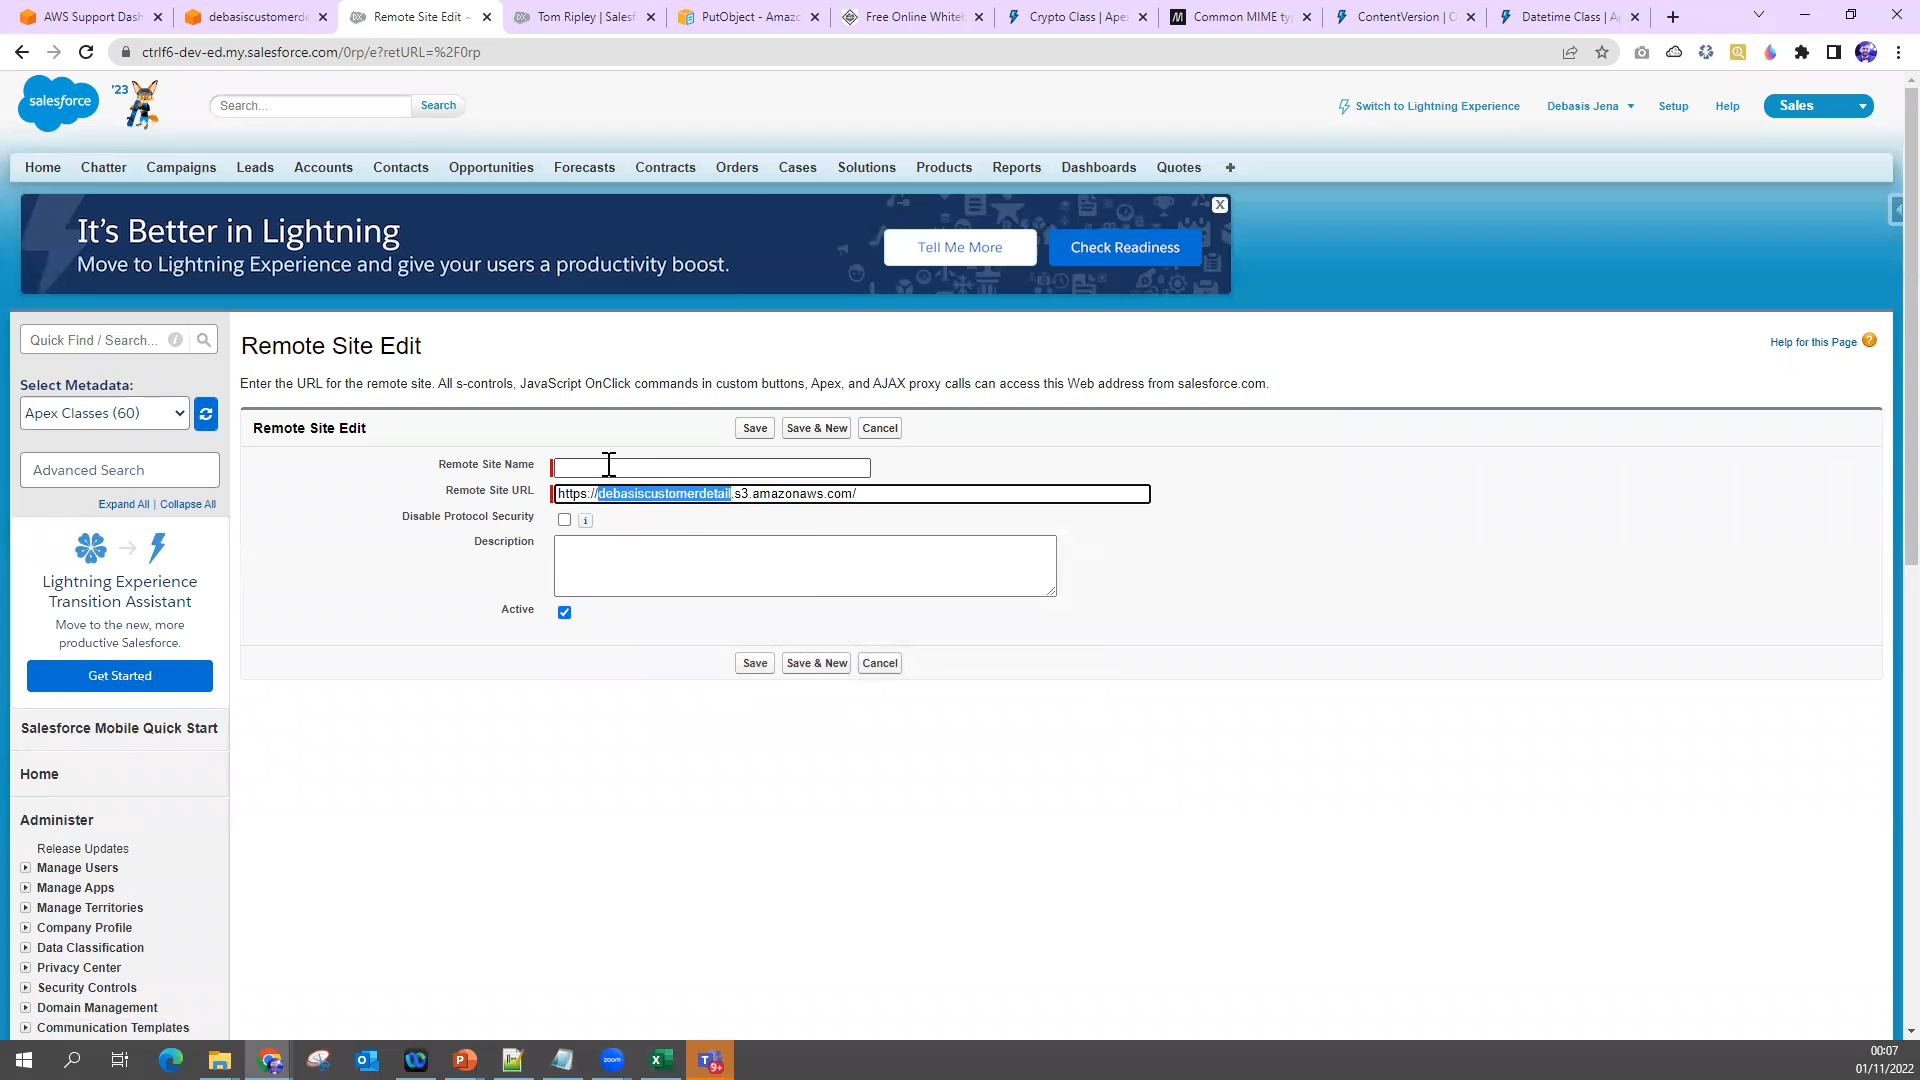 AWS Support Dash
debasiscustomerde
Remote Site Edit ~
Tom Ripley | Salesf
PutObject - Amazo
Free Online Whiteb
Crypto Class | Apex
Common MIME ty
ContentVersion | O
Datetime Class | A
ctrlf6-dev-ed.my.salesforce.com/0rp/e?retURL=%2F0rp
salesforce
'23
Search...
Search
Switch to Lightning Experience
Debasis Jena
Setup
Help
Sales
Home
Chatter
Campaigns
Leads
Accounts
Contacts
Opportunities
Forecasts
Contracts
Orders
Cases
Solutions
Products
Reports
Dashboards
Quotes
+
It's Better in Lightning
Move to Lightning Experience and give your users a productivity boost.
Tell Me More
Check Readiness
X
Quick Find / Search...
i
Select Metadata:
Apex Classes (60)
Advanced Search
Expand All | Collapse All
Lightning Experience
Transition Assistant
Move to the new, more
productive Salesforce.
Get Started
Salesforce Mobile Quick Start
Home
Administer
Release Updates
Manage Users
Manage Apps
Manage Territories
Company Profile
Data Classification
Privacy Center
Security Controls
Domain Management
Communication Templates
Remote Site Edit
Help for this Page ?
Enter the URL for the remote site. All s-controls, JavaScript OnClick commands in custom buttons, Apex, and AJAX proxy calls can access this Web address from salesforce.com.
Remote Site Edit
Save
Save & New
Cancel
Remote Site Name
Remote Site URL
https://debasiscustomerdetail.s3.amazonaws.com/
Disable Protocol Security
i
Description
Active
Save
Save & New
Cancel
zoom
9+
00:07
01/11/2022